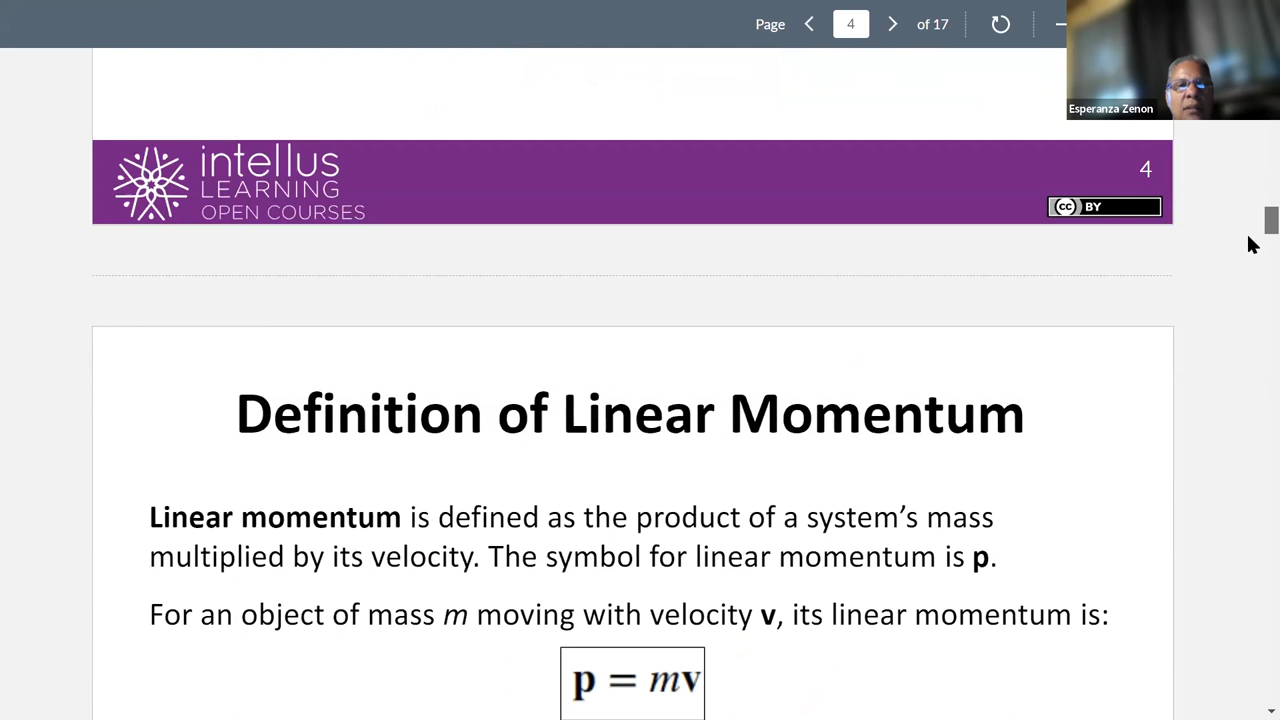 Page 4 of 17
Esperanza Zenon
intellus
LEARNING
OPEN COURSES
4
cc BY
Definition of Linear Momentum
Linear momentum is defined as the product of a system’s mass
multiplied by its velocity. The symbol for linear momentum is p.
For an object of mass m moving with velocity v, its linear momentum is:
p = mv